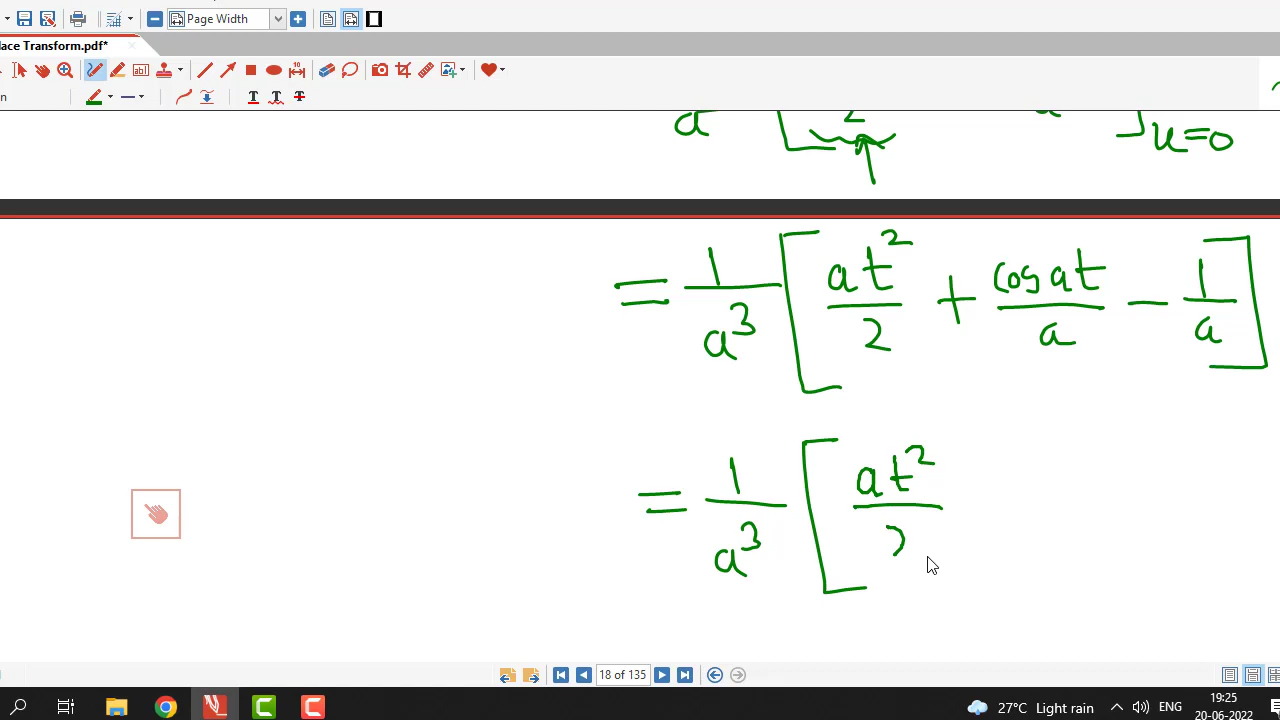 Page Width
lace Transform.pdf*
a 2 a ]u=0
= 1/a³ [ at²/2 + cos at/a - 1/a ]
= 1/a³ [ at²/
18 of 135
19:25
27°C Light rain ENG
20-06-2022